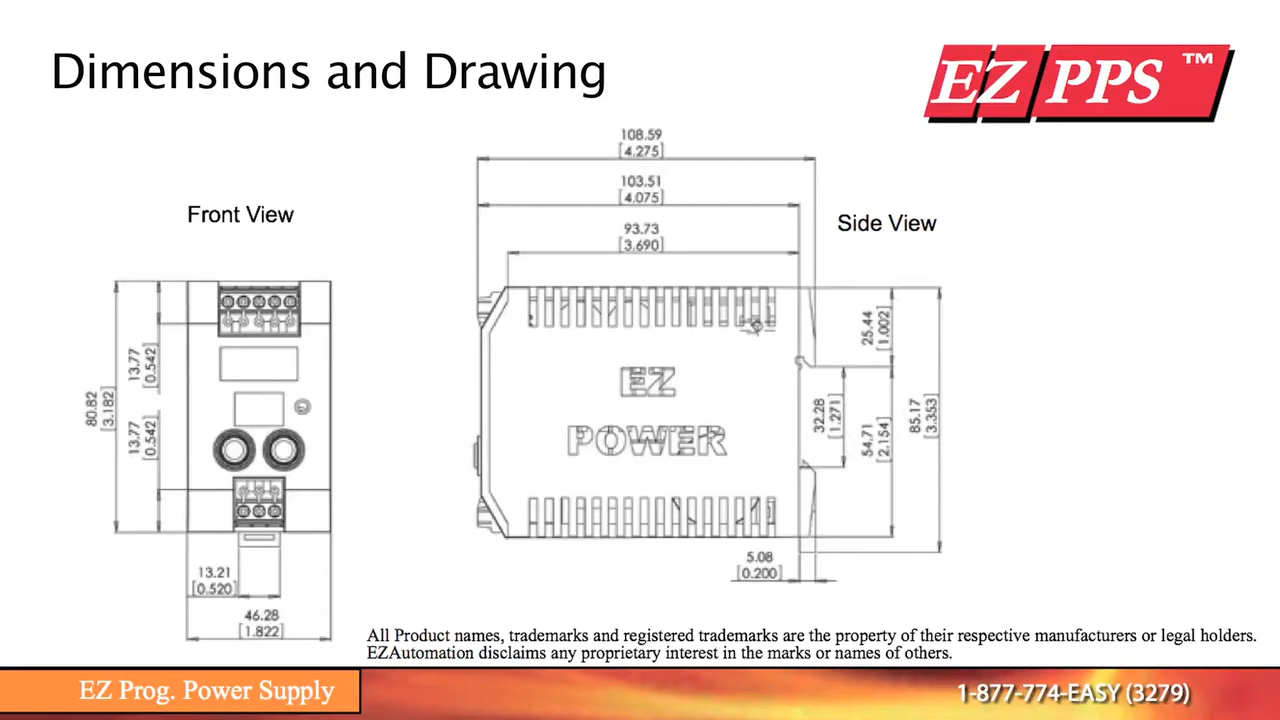 Dimensions and Drawing
EZ PPS ™
108.59
[4.275]
103.51
[4.075]
93.73
[3.690]
Front View
Side View
13.77
[0.542]
80.82
[3.182]
13.77
[0.542]
13.21
[0.520]
46.28
[1.822]
EZ
POWER
25.44
[1.002]
32.28
[1.271]
54.71
[2.154]
85.17
[3.353]
5.08
[0.200]
All Product names, trademarks and registered trademarks are the property of their respective manufacturers or legal holders.
EZAutomation disclaims any proprietary interest in the marks or names of others.
EZ Prog. Power Supply
1-877-774-EASY (3279)